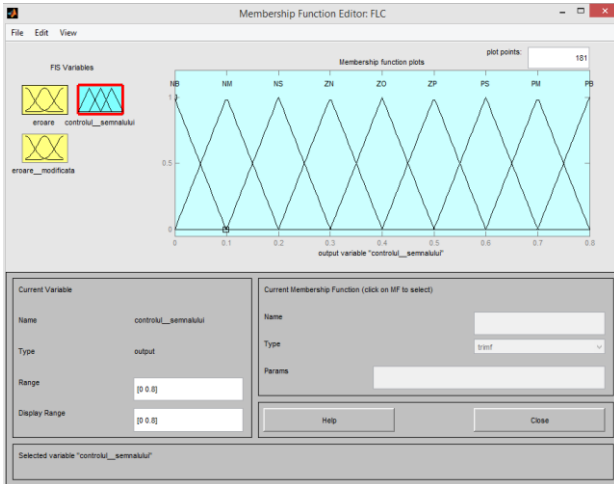 Membership Function Editor: FLC
File Edit View
FIS Variables
eroare controlul__semnalului
eroare__modificata
Membership function plots
plot points: 181
NB NM NS ZN ZO ZP PS PM PB
1
0.5
0
0 0.1 0.2 0.3 0.4 0.5 0.6 0.7 0.8
output variable "controlul__semnalului"
Current Variable
Name controlul__semnalului
Type output
Range [0 0.8]
Display Range [0 0.8]
Current Membership Function (click on MF to select)
Name
Type trimf
Params
Help Close
Selected variable "controlul__semnalului"